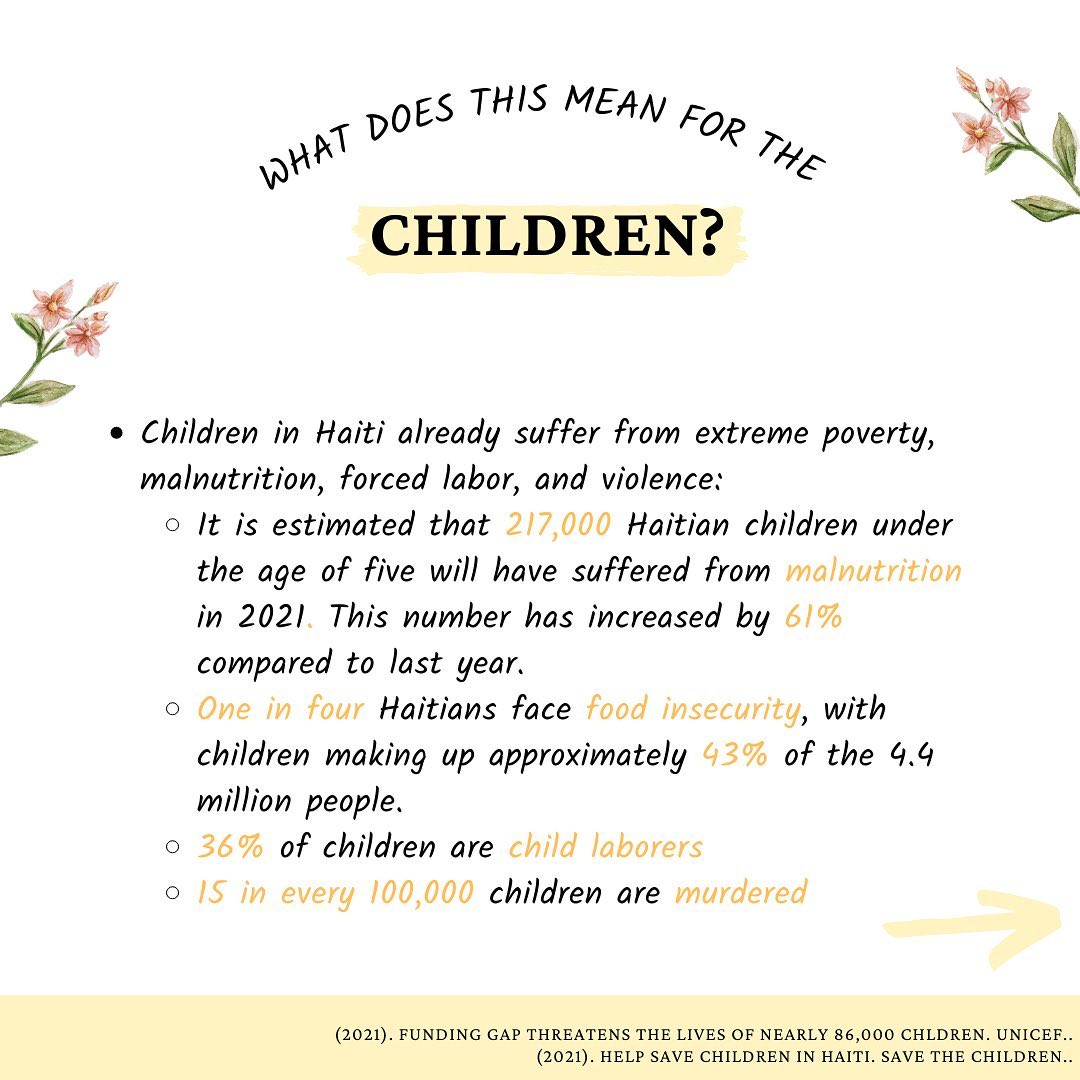 WHAT DOES THIS MEAN FOR THE
CHILDREN?
• Children in Haiti already suffer from extreme poverty,
malnutrition, forced labor, and violence:
○ It is estimated that 217,000 Haitian children under
the age of five will have suffered from malnutrition
in 2021. This number has increased by 61%
compared to last year.
○ One in four Haitians face food insecurity, with
children making up approximately 43% of the 4.4
million people.
○ 36% of children are child laborers
○ 15 in every 100,000 children are murdered
(2021). FUNDING GAP THREATENS THE LIVES OF NEARLY 86,000 CHLDREN. UNICEF..
(2021). HELP SAVE CHILDREN IN HAITI. SAVE THE CHILDREN..